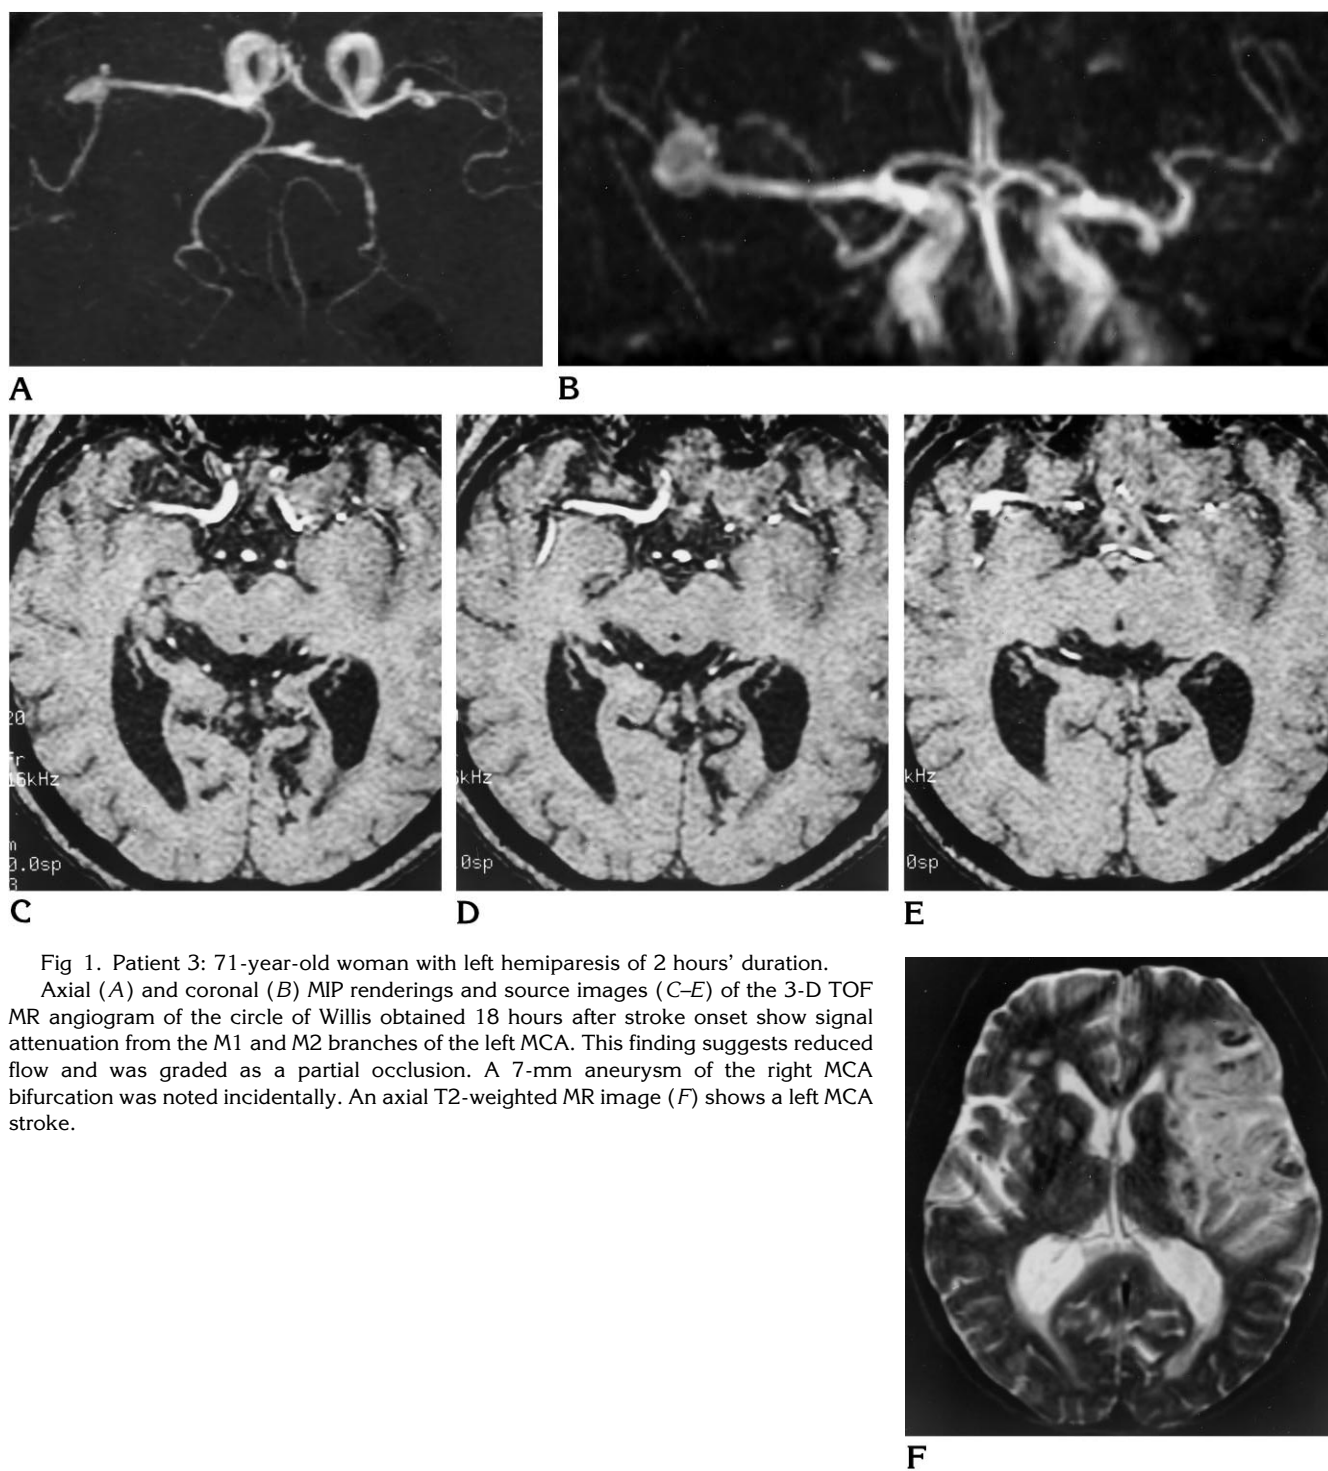 A
B
20
fr
16kHz
m
0.0sp
3
kHz
0sp
kHz
0sp
C
D
E
Fig 1. Patient 3: 71-year-old woman with left hemiparesis of 2 hours' duration.
Axial (A) and coronal (B) MIP renderings and source images (C–E) of the 3-D TOF
MR angiogram of the circle of Willis obtained 18 hours after stroke onset show signal
attenuation from the M1 and M2 branches of the left MCA. This finding suggests reduced
flow and was graded as a partial occlusion. A 7-mm aneurysm of the right MCA
bifurcation was noted incidentally. An axial T2-weighted MR image (F) shows a left MCA
stroke.
F